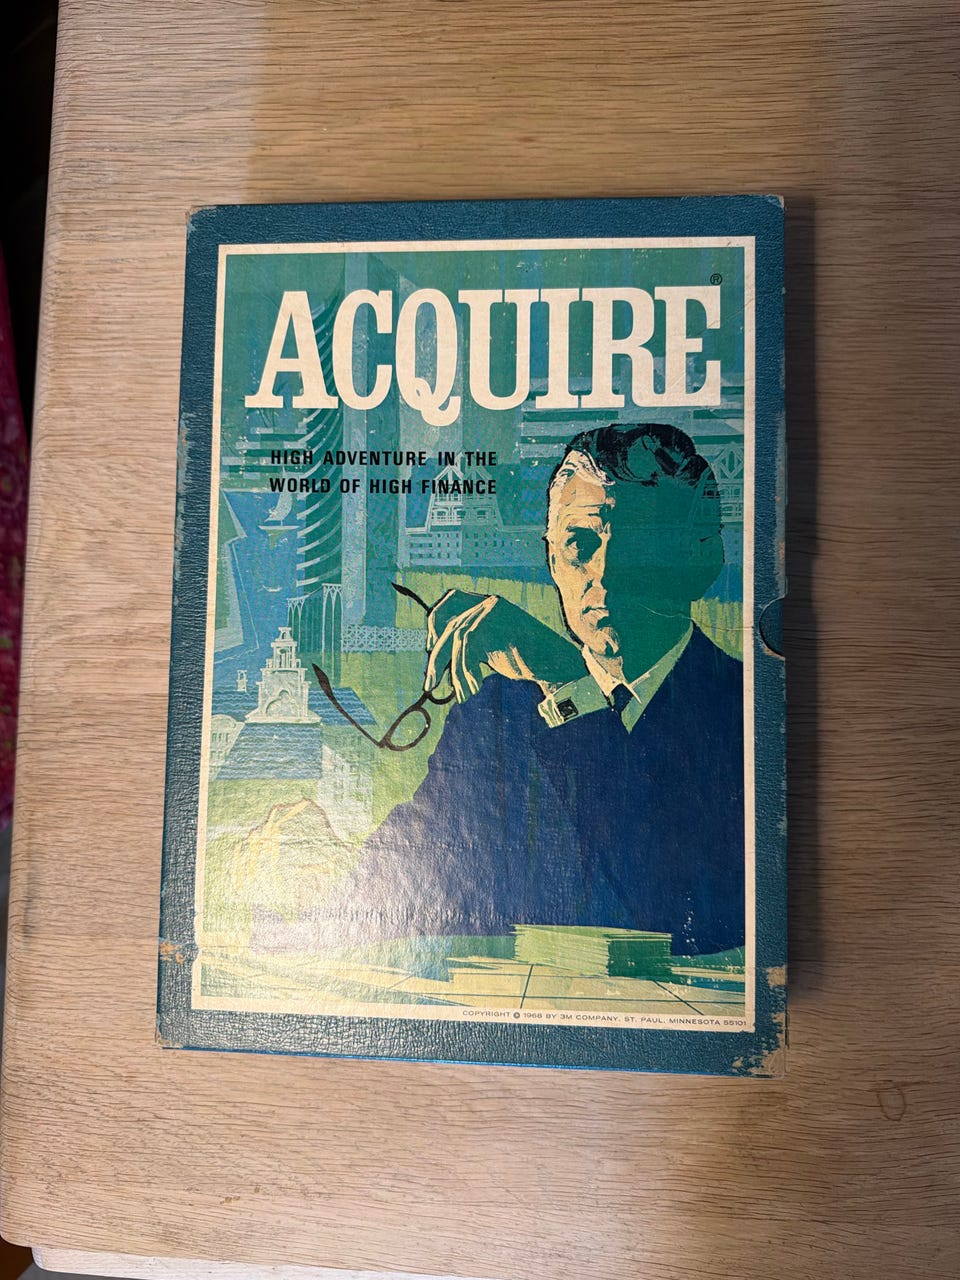 ACQUIRE®
HIGH ADVENTURE IN THE
WORLD OF HIGH FINANCE
COPYRIGHT © 1968 BY 3M COMPANY, ST. PAUL, MINNESOTA 55101